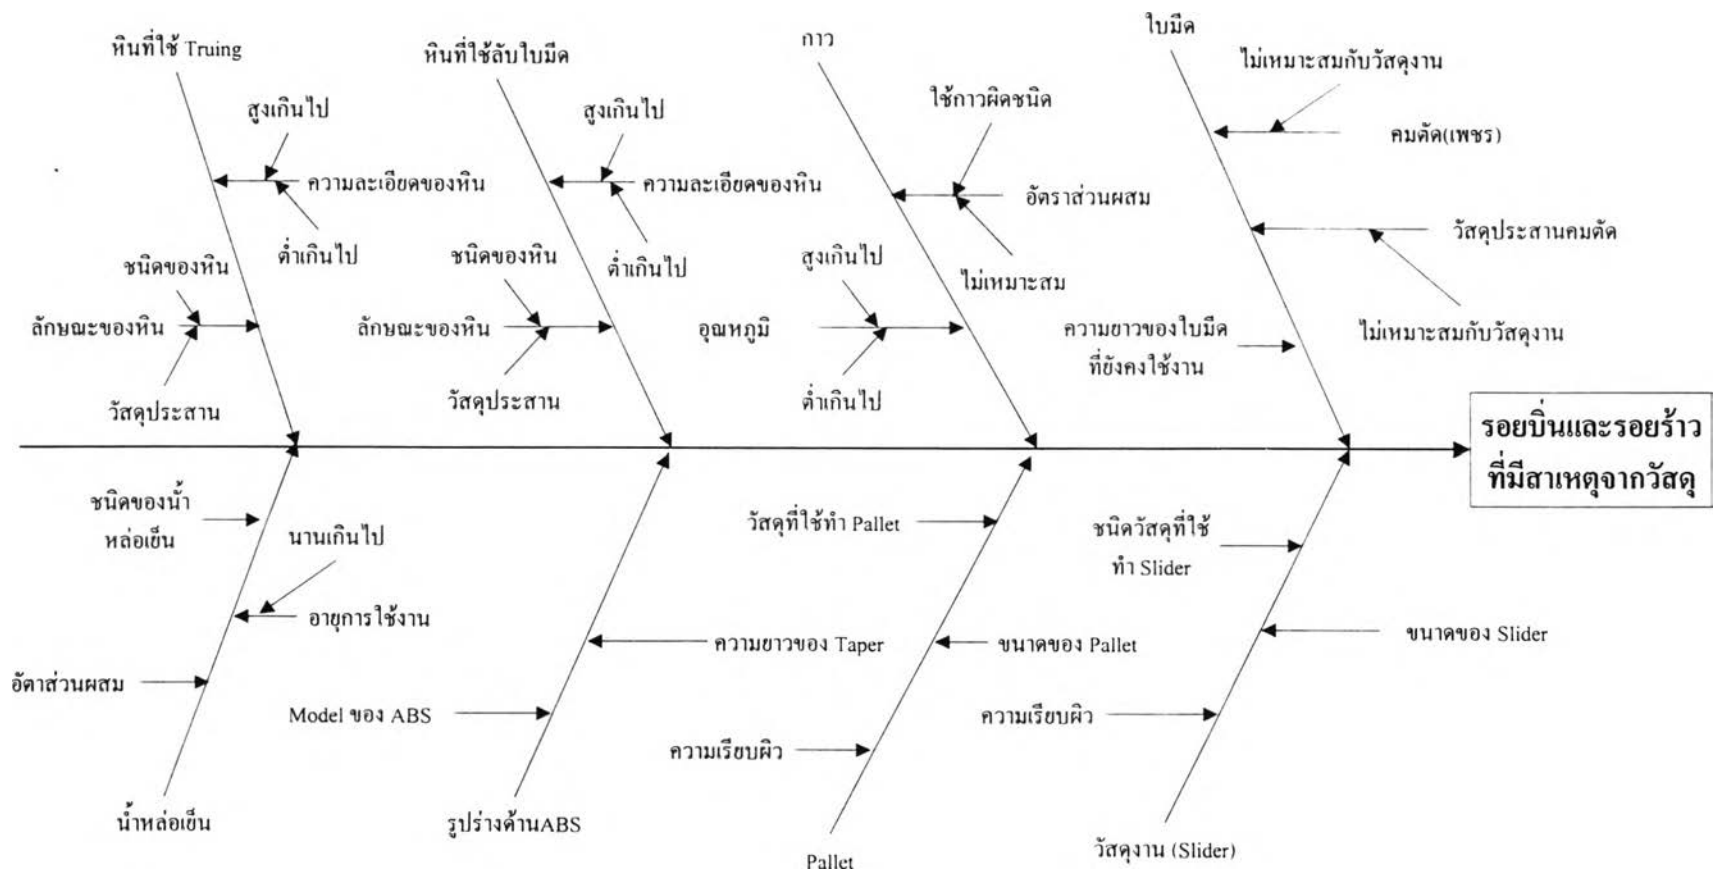 หินที่ใช้ Truing
หินที่ใช้ลับใบมีด
กาว
ใบมีด
ไม่เหมาะสมกับวัสดุงาน
สูงเกินไป
สูงเกินไป
ใช้กาวผิดชนิด
คมตัด(เพชร)
ความละเอียดของหิน
ความละเอียดของหิน
อัตราส่วนผสม
วัสดุประสานคมตัด
ชนิดของหิน
ต่ำเกินไป
ชนิดของหิน
ต่ำเกินไป
สูงเกินไป
ไม่เหมาะสม
ลักษณะของหิน
ลักษณะของหิน
อุณหภูมิ
ความยาวของใบมีด
ที่ยังคงใช้งาน
ไม่เหมาะสมกับวัสดุงาน
วัสดุประสาน
วัสดุประสาน
ต่ำเกินไป
รอยบิ่นและรอยร้าว
ที่มีสาเหตุจากวัสดุ
ชนิดของน้ำ
หล่อเย็น
นานเกินไป
วัสดุที่ใช้ทำ Pallet
ชนิดวัสดุที่ใช้
ทำ Slider
อายุการใช้งาน
ความยาวของ Taper
ขนาดของ Pallet
ขนาดของ Slider
อัตาส่วนผสม
Model ของ ABS
ความเรียบผิว
ความเรียบผิว
น้ำหล่อเย็น
รูปร่างด้านABS
Pallet
วัสดุงาน (Slider)